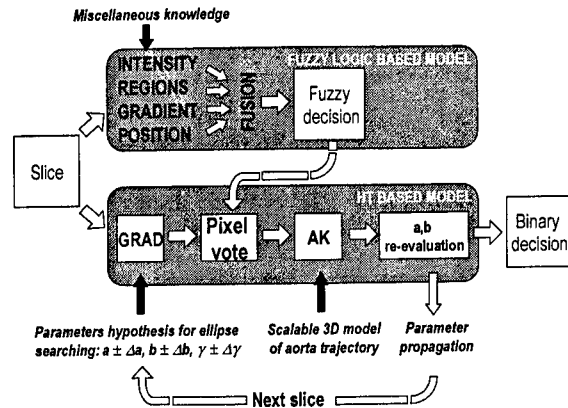 Miscellaneous knowledge
FUZZY LOGIC BASED MODEL
INTENSITY
REGIONS
GRADIENT
POSITION
FUSION
Fuzzy
decision
Slice
HT BASED MODEL
GRAD
Pixel
vote
AK
a,b
re-evaluation
Binary
decision
Parameters hypothesis for ellipse
searching: a ± Δa, b ± Δb, γ ± Δγ
Scalable 3D model
of aorta trajectory
Parameter
propagation
Next slice